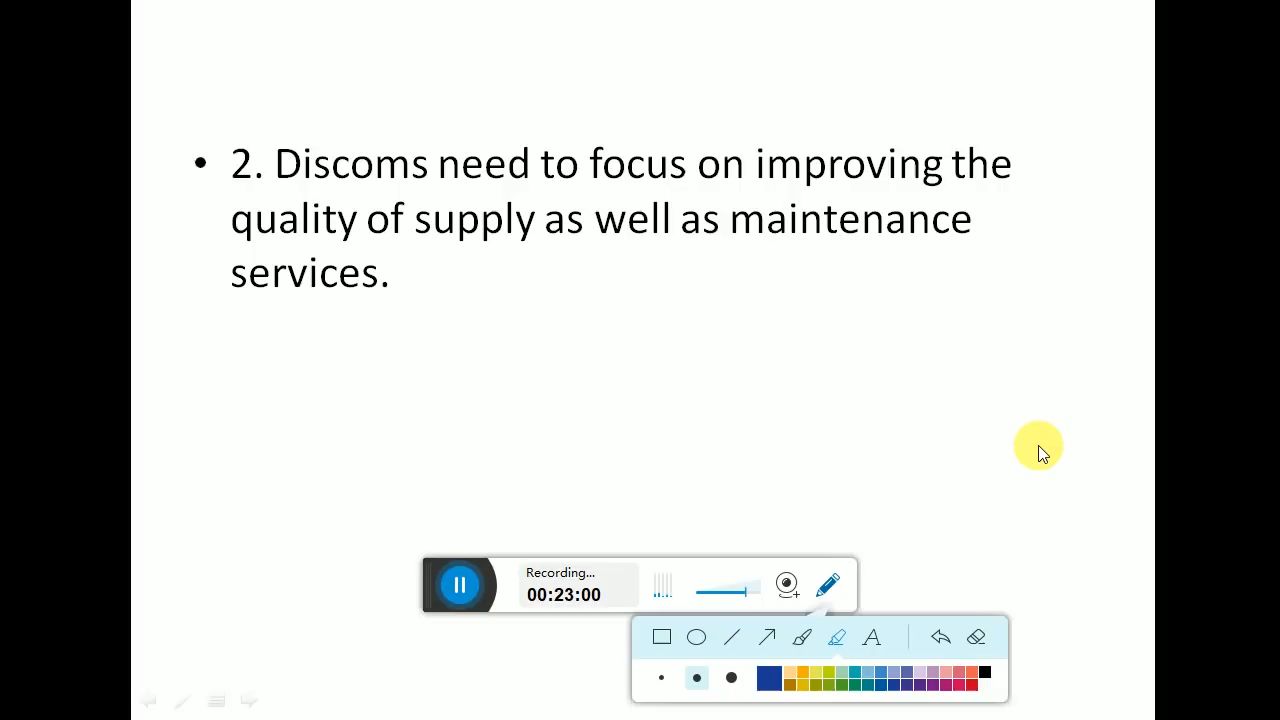 • 2. Discoms need to focus on improving the
quality of supply as well as maintenance
services.
Recording...
00:23:00
A